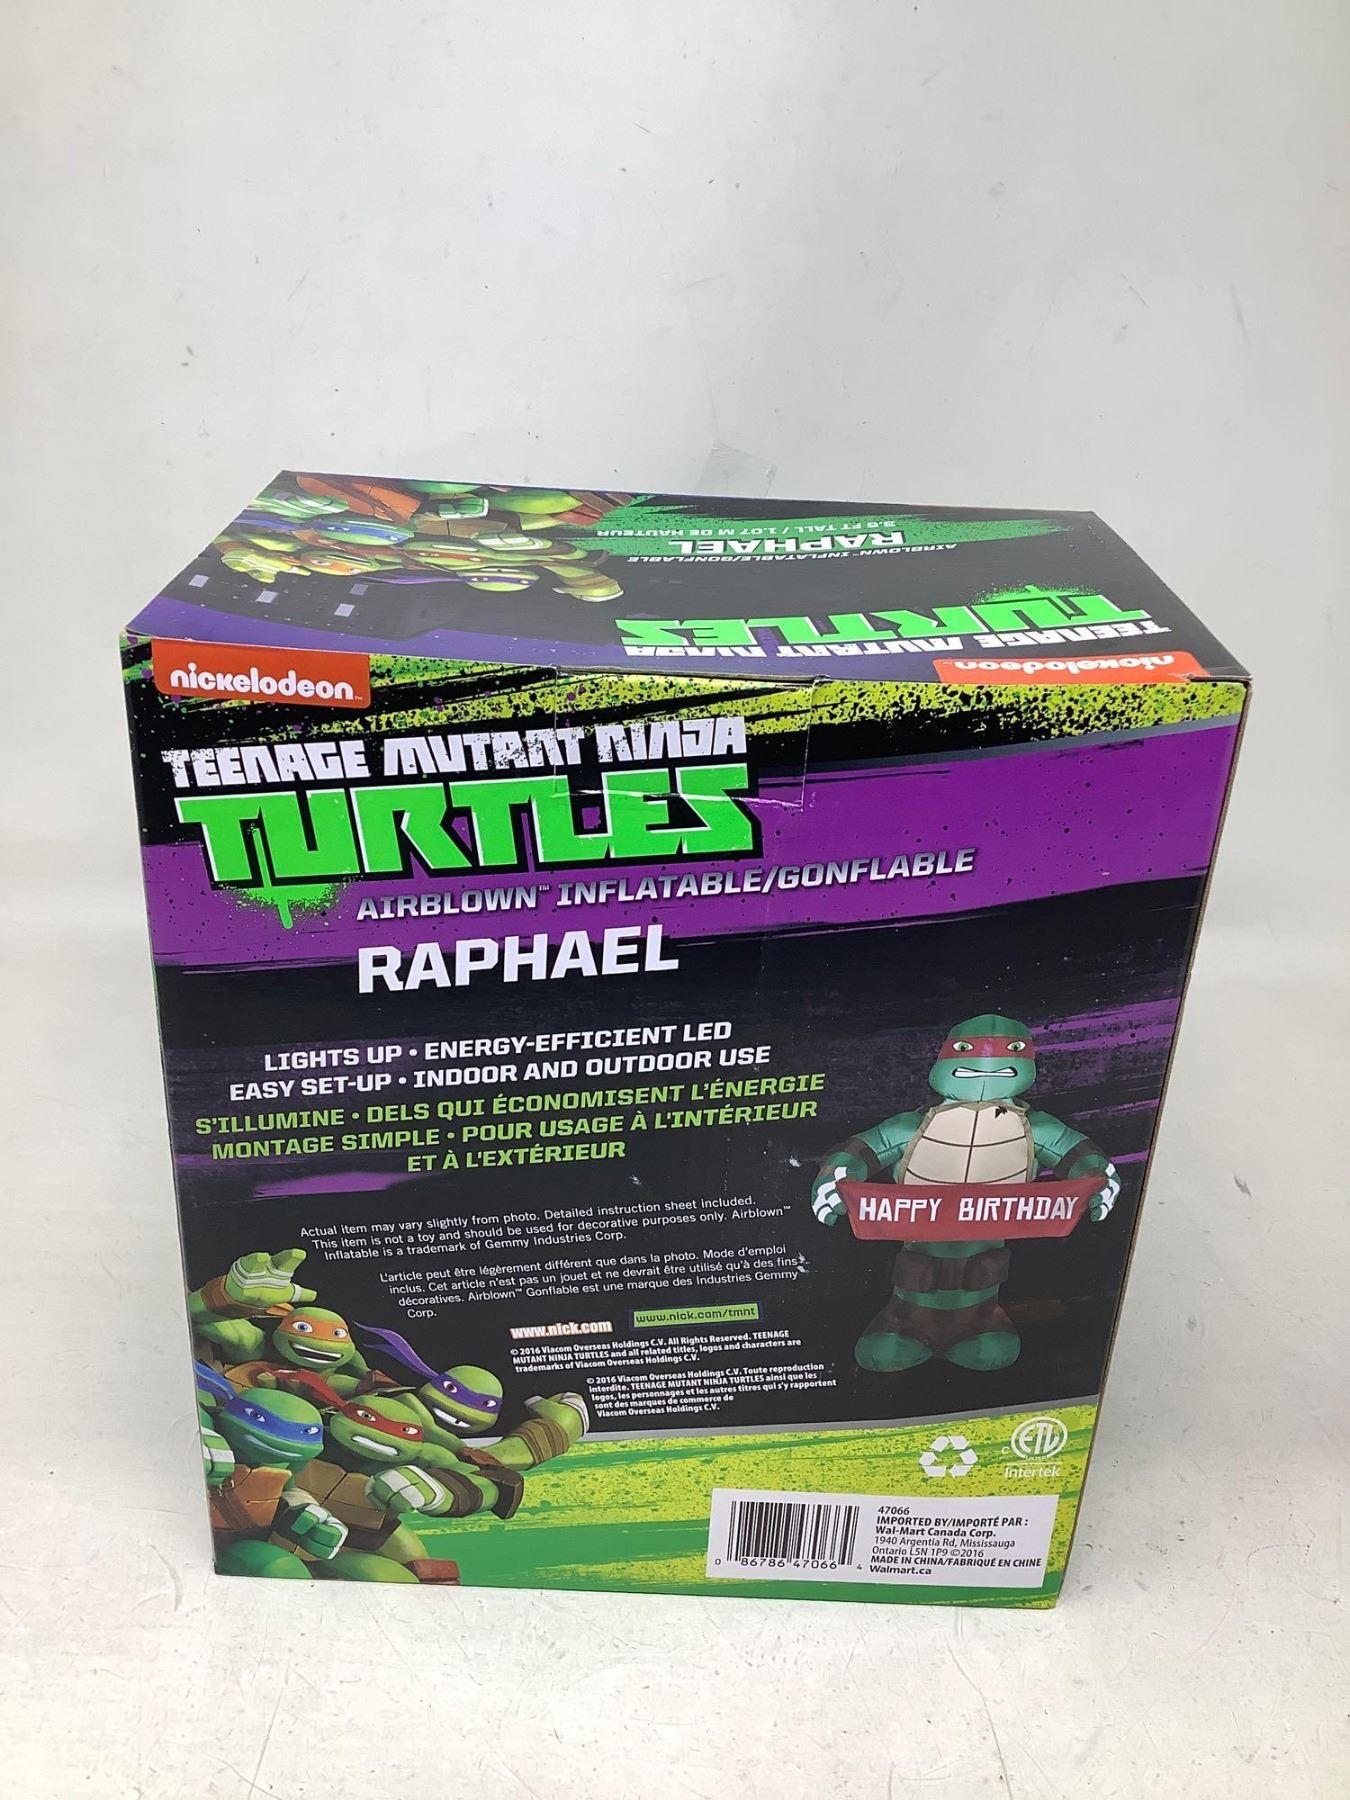 3.5 FT TALL / 1.07 M DE HAUTEUR
RAPHAEL
AIRBLOWN™ INFLATABLE/GONFLABLE
TURTLES
TEENAGE MUTANT NINJA
nickelodeon
nickelodeon™
TEENAGE MUTANT NINJA
TURTLES
AIRBLOWN™ INFLATABLE/GONFLABLE
RAPHAEL
LIGHTS UP • ENERGY-EFFICIENT LED
EASY SET-UP • INDOOR AND OUTDOOR USE
S'ILLUMINE • DELS QUI ÉCONOMISENT L'ÉNERGIE
MONTAGE SIMPLE • POUR USAGE À L'INTÉRIEUR
ET À L'EXTÉRIEUR
HAPPY BIRTHDAY
Actual item may vary slightly from photo. Detailed instruction sheet included.
This item is not a toy and should be used for decorative purposes only. Airblown™
Inflatable is a trademark of Gemmy Industries Corp.
L'article peut être légèrement différent que dans la photo. Mode d'emploi
inclus. Cet article n'est pas un jouet et ne devrait être utilisé qu'à des fins
décoratives. Airblown™ Gonflable est une marque des Industries Gemmy
Corp.
www.nick.com www.nick.com/tmnt
© 2016 Viacom Overseas Holdings C.V. All Rights Reserved. TEENAGE
MUTANT NINJA TURTLES and all related titles, logos and characters are
trademarks of Viacom Overseas Holdings C.V.
© 2016 Viacom Overseas Holdings C.V. Toute reproduction
interdite. TEENAGE MUTANT NINJA TURTLES ainsi que les
logos, les personnages et les autres titres qui s'y rapportent
sont des marques de commerce de
Viacom Overseas Holdings C.V.
C ETL
Intertek
0 86786 47066 4
47066
IMPORTED BY/IMPORTÉ PAR :
Wal-Mart Canada Corp.
1940 Argentia Rd, Mississauga
Ontario L5N 1P9 ©2016
MADE IN CHINA/FABRIQUÉ EN CHINE
Walmart.ca